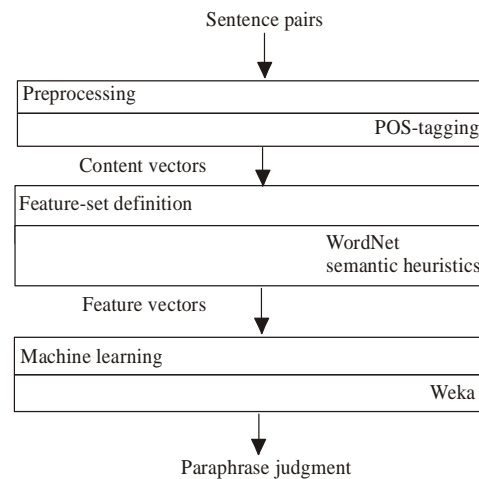 Sentence pairs
Preprocessing
POS-tagging
Content vectors
Feature-set definition
WordNet
semantic heuristics
Feature vectors
Machine learning
Weka
Paraphrase judgment